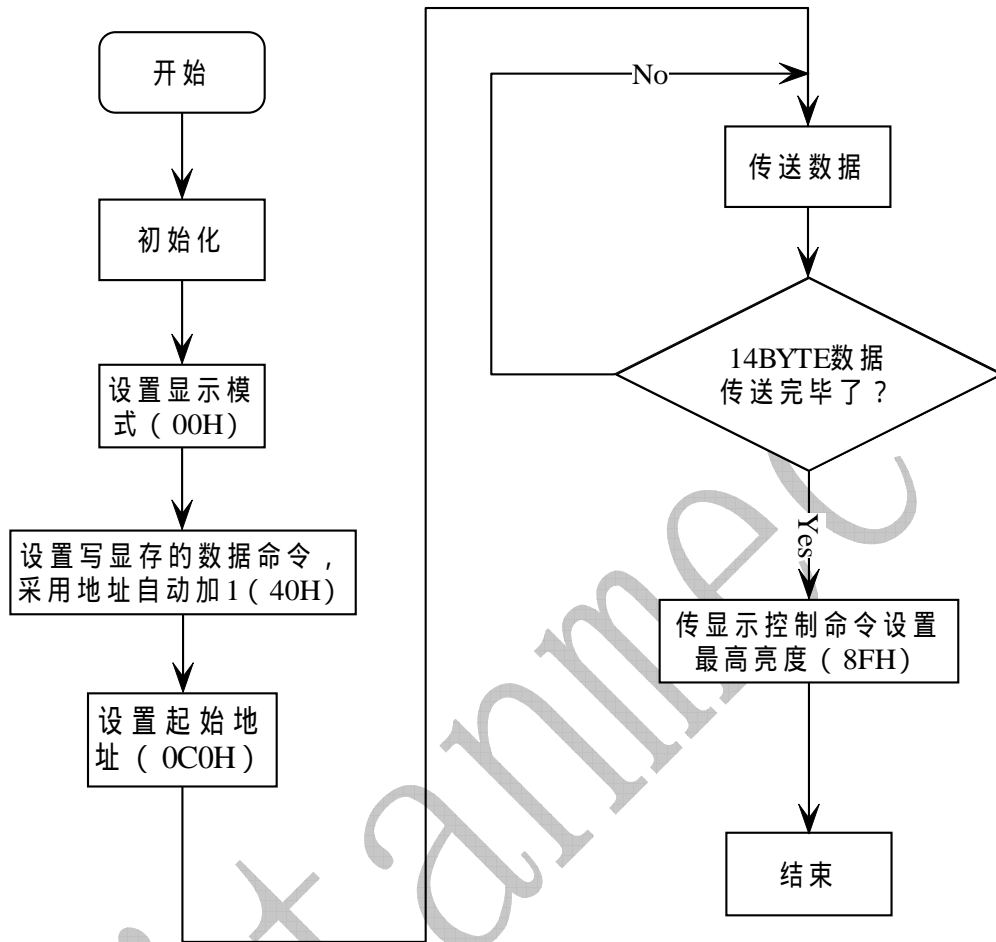 开始
初始化
设置显示模
式（00H）
设置写显存的数据命令，
采用地址自动加1（40H）
设置起始地
址（0C0H）
No
传送数据
14BYTE数据
传送完毕了？
Yes
传显示控制命令设置
最高亮度（8FH）
结束